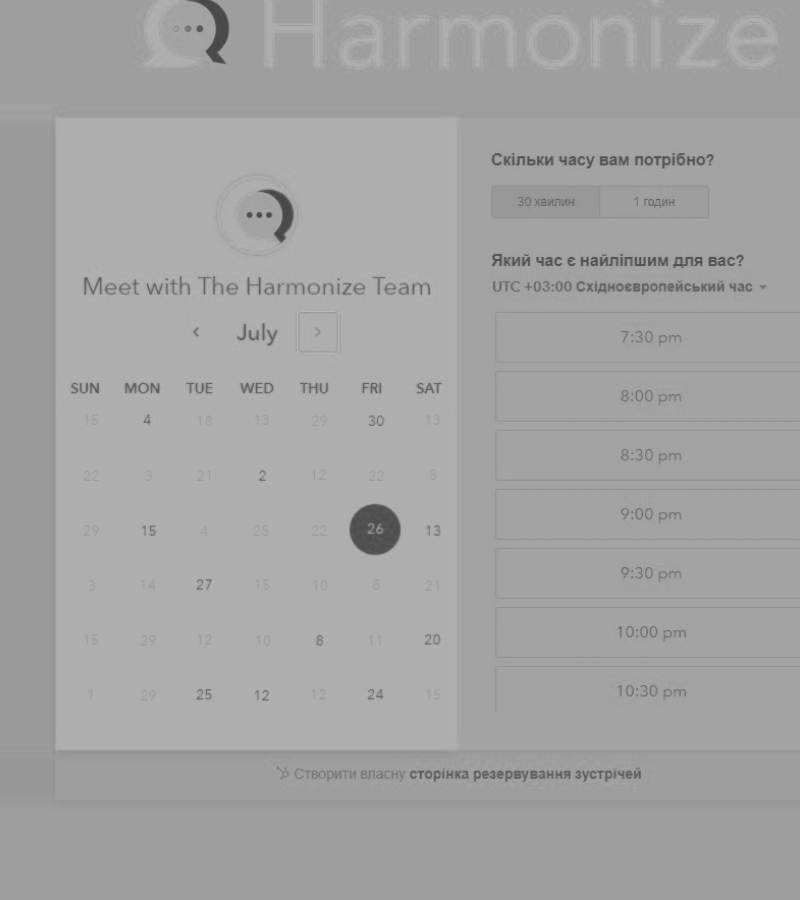 Harmonize
Meet with The Harmonize Team
July
SUN MON TUE WED THU FRI SAT
15 4 18 13 29 30 13
22 3 21 2 12 22 8
29 15 4 25 22 26 13
3 14 27 15 10 8 21
15 29 12 10 8 11 20
1 29 25 12 12 24 15
Скільки часу вам потрібно?
30 хвилин 1 годин
Який час є найліпшим для вас?
UTC +03:00 Східноєвропейський час
7:30 pm
8:00 pm
8:30 pm
9:00 pm
9:30 pm
10:00 pm
10:30 pm
Створити власну сторінка резервування зустрічей